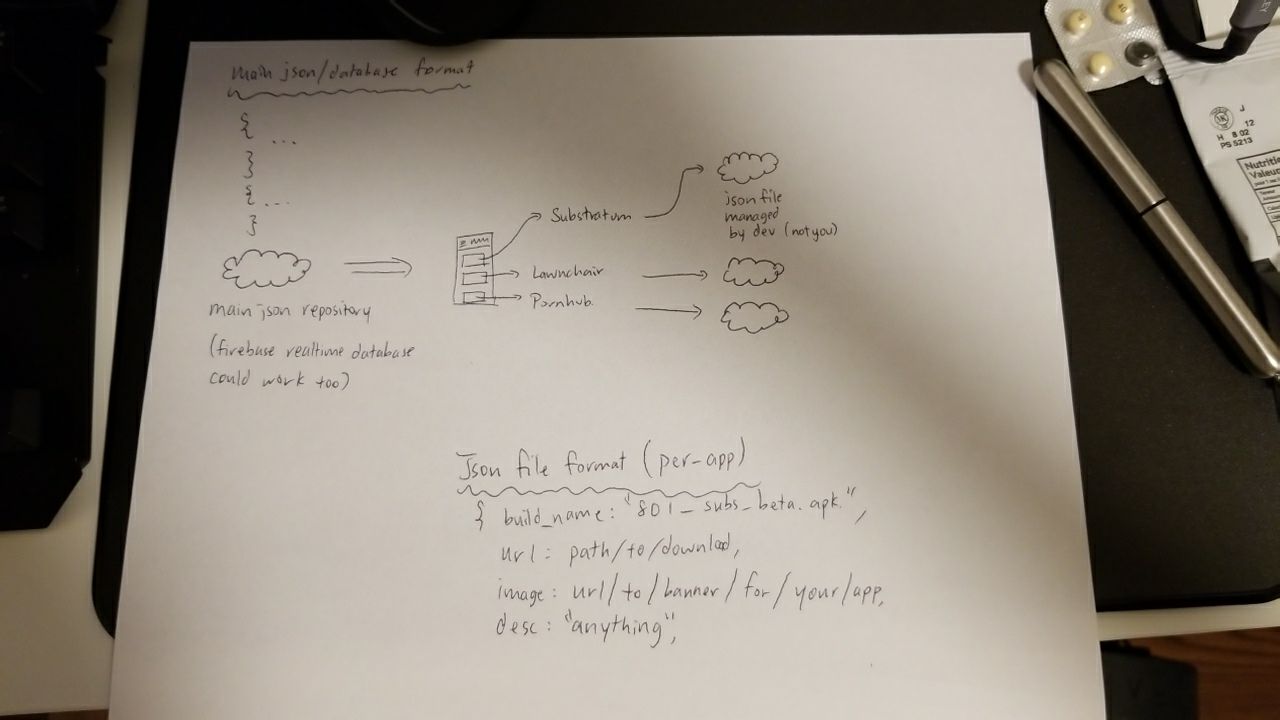 main json/database format
{ ...
}
{ ...
}
main json repository
(firebase realtime database
could work too)
Substratum
Lawnchair
Pornhub.
json file
managed
by dev (not you)
Json file format (per-app)
{ build_name: "801_subs_beta.apk.",
url: path/to/download,
image: url/to/banner/for/your/app,
desc: "anything",
J
12
H 8 02
PS 5213
Nutriti
Valeu